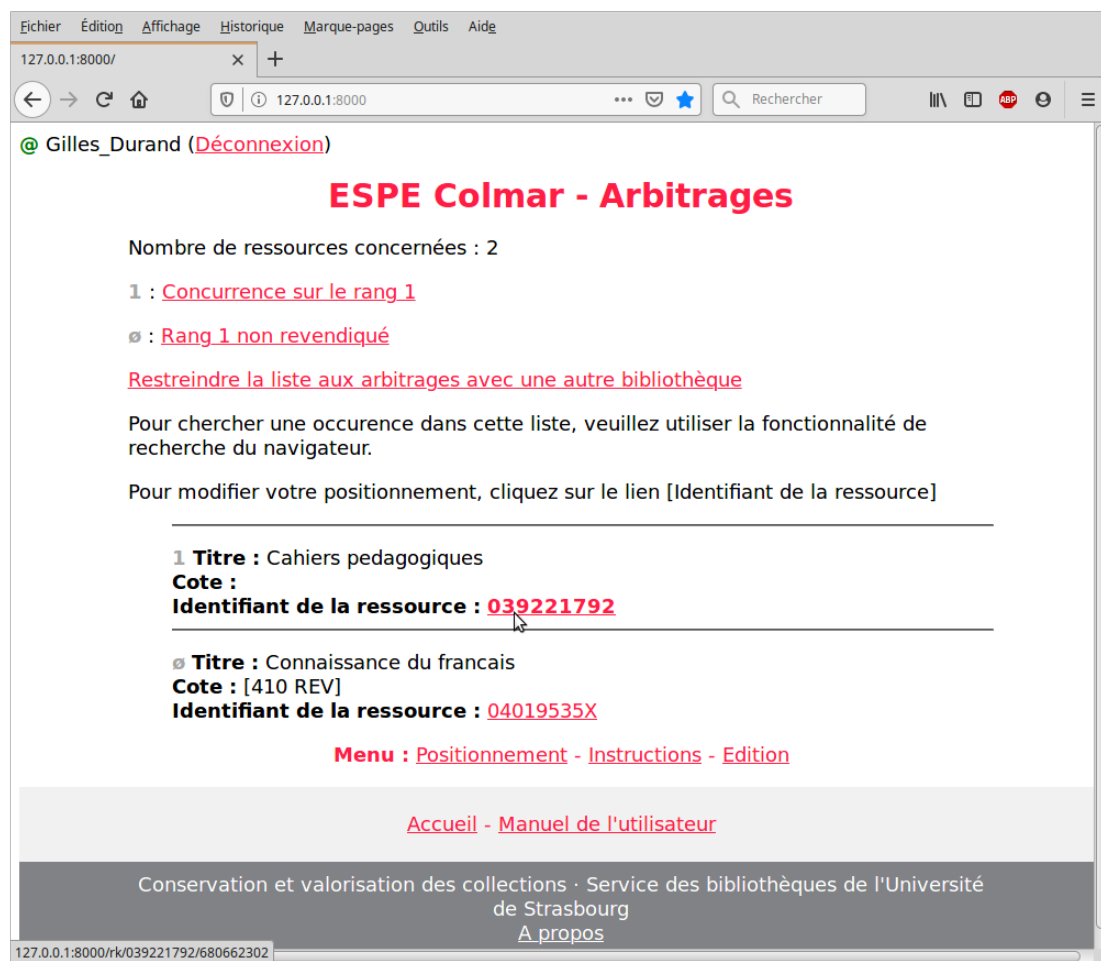 Fichier Édition Affichage Historique Marque-pages Outils Aide
127.0.0.1:8000/
127.0.0.1:8000 Rechercher ABP
@ Gilles_Durand (Déconnexion)
ESPE Colmar - Arbitrages
Nombre de ressources concernées : 2
1 : Concurrence sur le rang 1
ø : Rang 1 non revendiqué
Restreindre la liste aux arbitrages avec une autre bibliothèque
Pour chercher une occurence dans cette liste, veuillez utiliser la fonctionnalité de
recherche du navigateur.
Pour modifier votre positionnement, cliquez sur le lien [Identifiant de la ressource]
1 Titre : Cahiers pedagogiques
Cote :
Identifiant de la ressource : 039221792
ø Titre : Connaissance du francais
Cote : [410 REV]
Identifiant de la ressource : 04019535X
Menu : Positionnement - Instructions - Edition
Accueil - Manuel de l'utilisateur
Conservation et valorisation des collections · Service des bibliothèques de l'Université
de Strasbourg
A propos
127.0.0.1:8000/rk/039221792/680662302